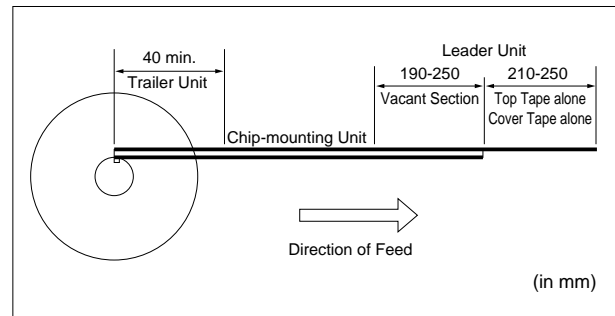 Leader Unit
40 min.
Trailer Unit
190-250
Vacant Section
210-250
Top Tape alone
Cover Tape alone
Chip-mounting Unit
Direction of Feed
(in mm)